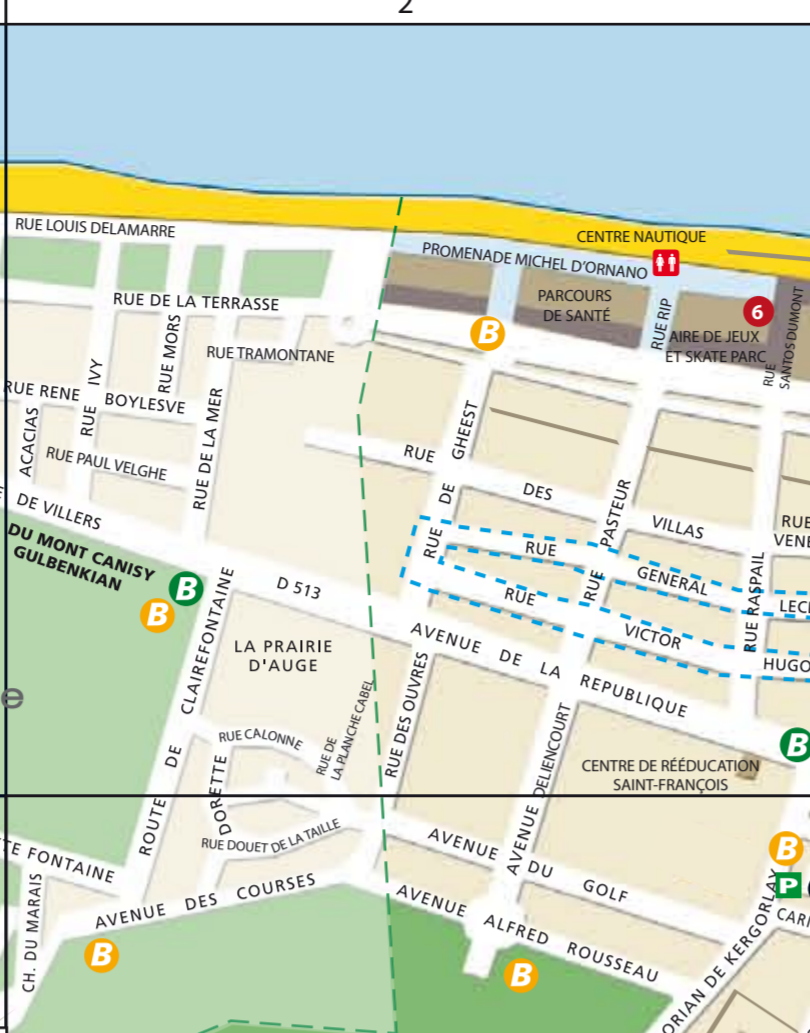 2
RUE LOUIS DELAMARRE
CENTRE NAUTIQUE
PROMENADE MICHEL D'ORNANO
PARCOURS
DE SANTÉ
RUE RIP
6
AIRE DE JEUX
ET SKATE PARC
RUE
SANTOS DUMONT
RUE DE LA TERRASSE
RUE MORS
RUE TRAMONTANE
B
RUE IVY
RUE RENE BOYLESVE
ACACIAS
RUE PAUL VELGHE
RUE DE LA MER
RUE DE GHEEST
RUE DES VILLAS
RUE PASTEUR
RUE
DE VILLERS
DU MONT CANISY
GULBENKIAN
B
B
D 513
RUE GENERAL
RUE VICTOR HUGO
RUE RASPAIL
LA PRAIRIE
D'AUGE
AVENUE DE LA REPUBLIQUE
ROUTE DE CLAIREFONTAINE
RUE CALONNE
RUE DE
LA PLANCHE CABEL
RUE DES OUVRES
DORETTE
B
CENTRE DE RÉÉDUCATION
SAINT-FRANÇOIS
AVENUE DELIENCOURT
RUE DOUET DE LA TAILLE
AVENUE DU GOLF
B
P
FONTAINE
CH. DU MARAIS
AVENUE DES COURSES
AVENUE ALFRED ROUSSEAU
B
B
DE KERGORLAY